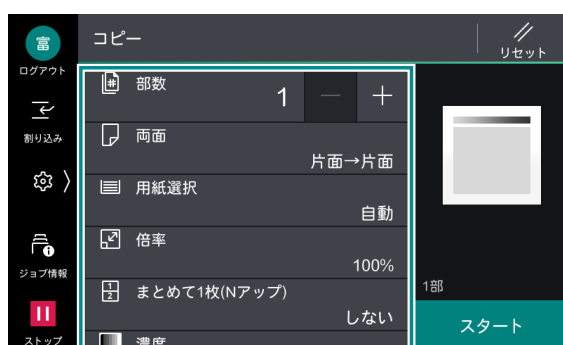 富
ログアウト
割り込み
ジョブ情報
ストップ
コピー
リセット
部数
1
両面
片面→片面
用紙選択
自動
倍率
100%
まとめて1枚(Nアップ)
しない
濃度
1部
スタート